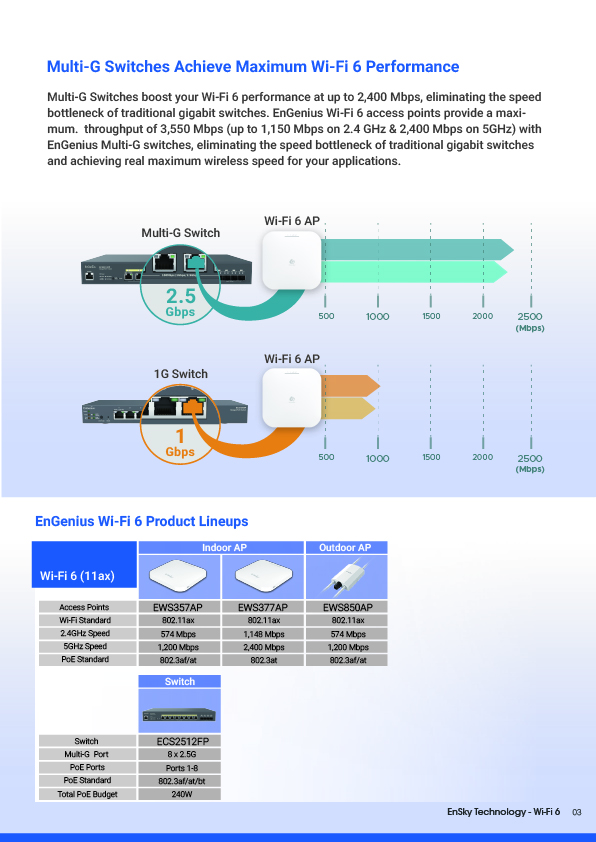 Multi-G Switches Achieve Maximum Wi-Fi 6 Performance
Multi-G Switches boost your Wi-Fi 6 performance at up to 2,400 Mbps, eliminating the speed
bottleneck of traditional gigabit switches. EnGenius Wi-Fi 6 access points provide a maxi-
mum.  throughput of 3,550 Mbps (up to 1,150 Mbps on 2.4 GHz & 2,400 Mbps on 5GHz) with
EnGenius Multi-G switches, eliminating the speed bottleneck of traditional gigabit switches
and achieving real maximum wireless speed for your applications.
Wi-Fi 6 AP
Multi-G Switch
2.5
Gbps
500 1000 1500 2000 2500
(Mbps)
Wi-Fi 6 AP
1G Switch
1
Gbps
500 1000 1500 2000 2500
(Mbps)
EnGenius Wi-Fi 6 Product Lineups
Indoor AP Outdoor AP
Wi-Fi 6 (11ax)
Access Points EWS357AP EWS377AP EWS850AP
Wi-Fi Standard 802.11ax 802.11ax 802.11ax
2.4GHz Speed 574 Mbps 1,148 Mbps 574 Mbps
5GHz Speed 1,200 Mbps 2,400 Mbps 1,200 Mbps
PoE Standard 802.3af/at 802.3at 802.3af/at
Switch
Switch ECS2512FP
Multi-G  Port 8 x 2.5G
PoE Ports Ports 1-8
PoE Standard 802.3af/at/bt
Total PoE Budget 240W
EnSky Technology - Wi-Fi 6 03